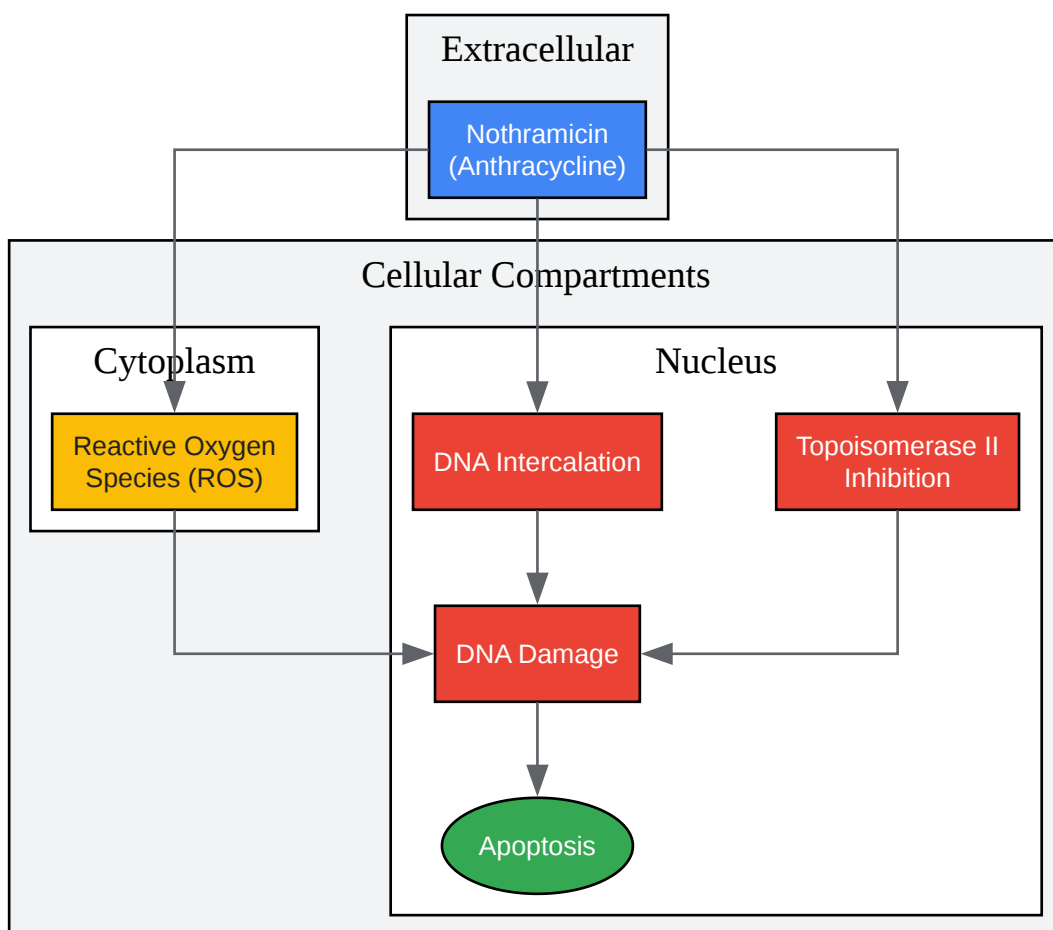 Extracellular
Nothramicin
(Anthracycline)
Cellular Compartments
Cytoplasm
Nucleus
Reactive Oxygen
Species (ROS)
DNA Intercalation
Topoisomerase II
Inhibition
DNA Damage
Apoptosis